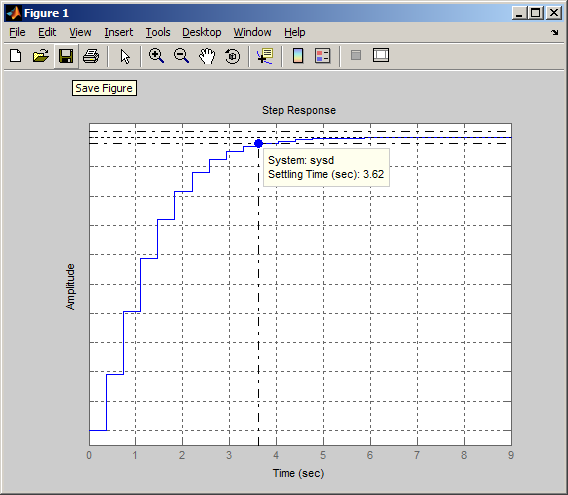 Figure 1
File Edit View Insert Tools Desktop Window Help
Save Figure
Step Response
System: sysd
Settling Time (sec): 3.62
Amplitude
0 1 2 3 4 5 6 7 8 9
Time (sec)